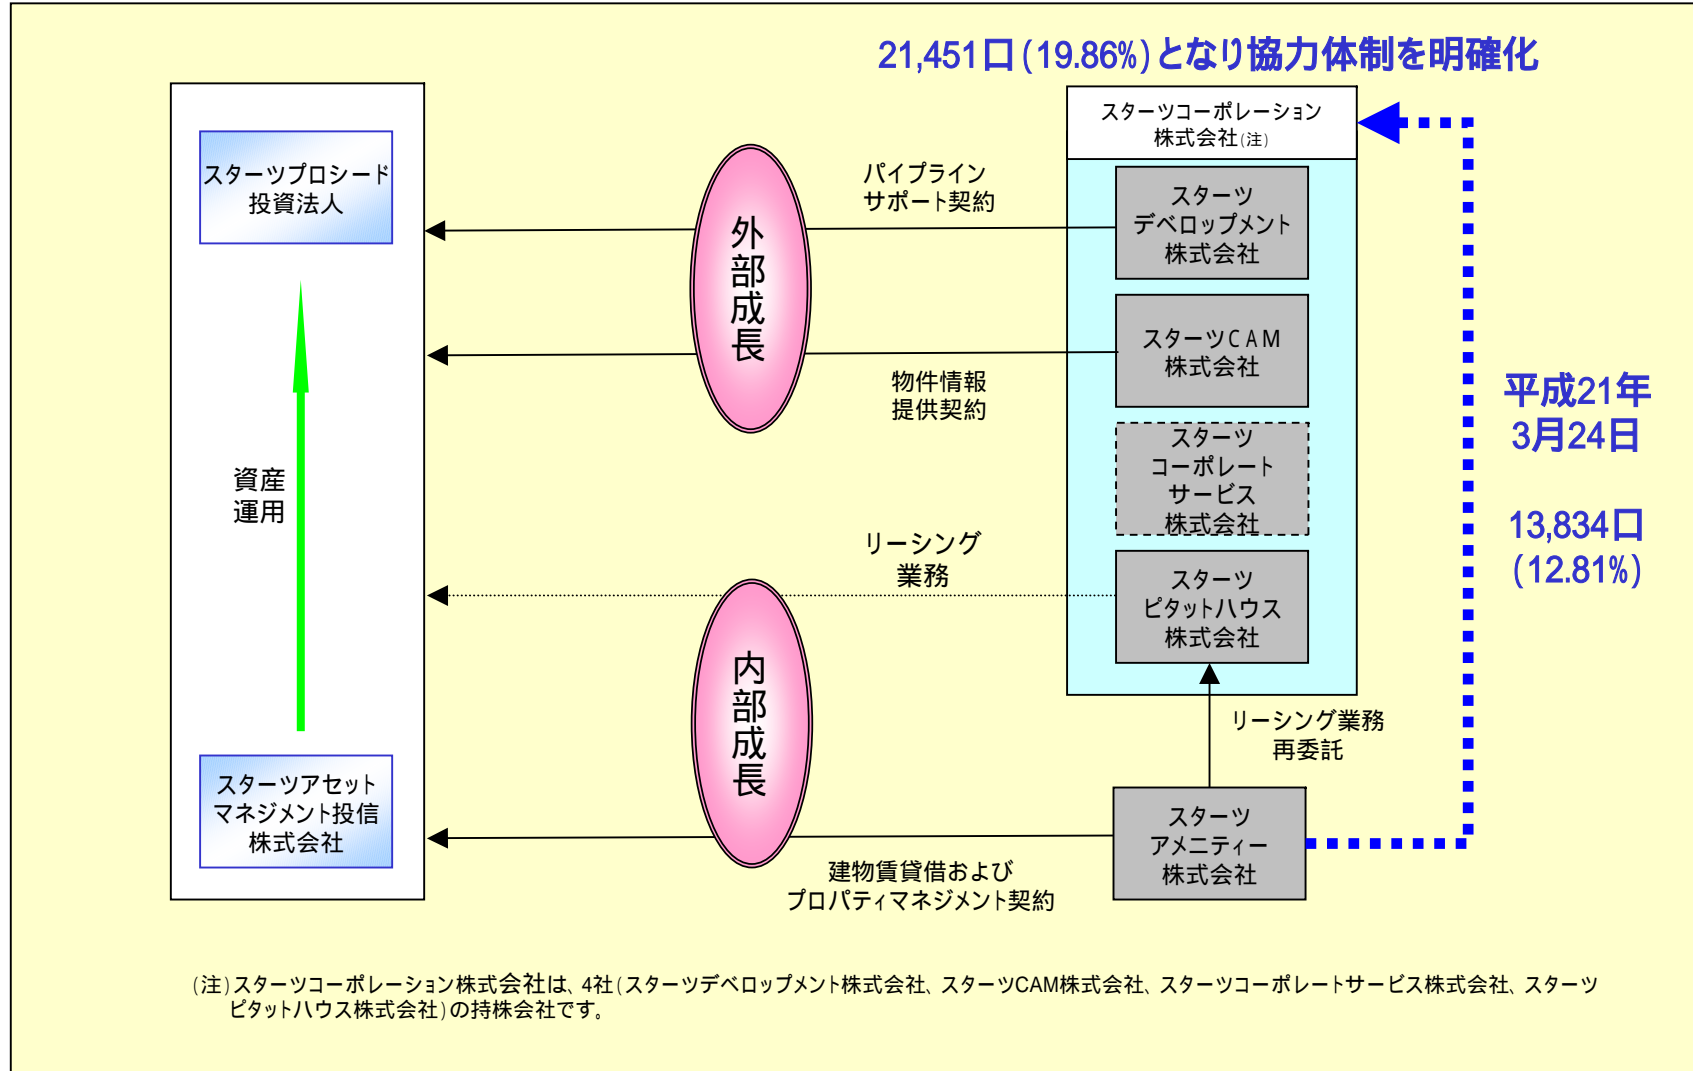 21,451口(19.86%)となり協力体制を明確化
スターツプロシード
投資法人
資産
運用
スターツアセット
マネジメント投信
株式会社
外部成長
内部成長
パイプライン
サポート契約
物件情報
提供契約
リーシング
業務
建物賃貸借および
プロパティマネジメント契約
スターツコーポレーション
株式会社(注)
スターツ
デベロップメント
株式会社
スターツCAM
株式会社
スターツ
コーポレート
サービス
株式会社
スターツ
ピタットハウス
株式会社
リーシング業務
再委託
スターツ
アメニティー
株式会社
平成21年
3月24日
13,834口
(12.81%)
(注)スターツコーポレーション株式会社は、4社(スターツデベロップメント株式会社、スターツCAM株式会社、スターツコーポレートサービス株式会社、スターツ
ピタットハウス株式会社)の持株会社です。